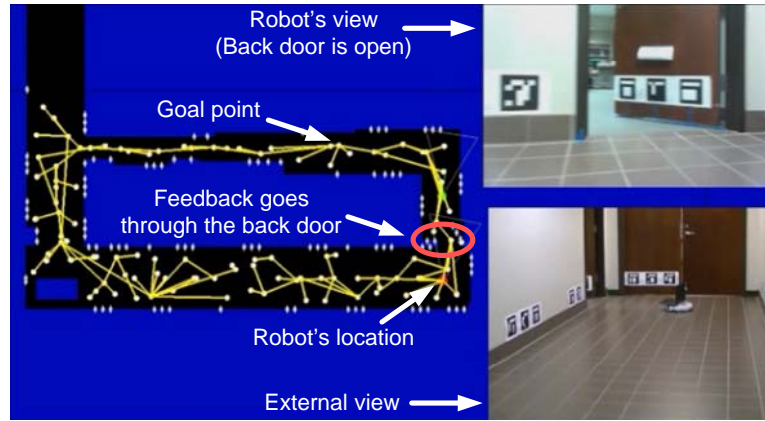 Robot's view
(Back door is open)
Goal point
Feedback goes
through the back door
Robot's location
External view